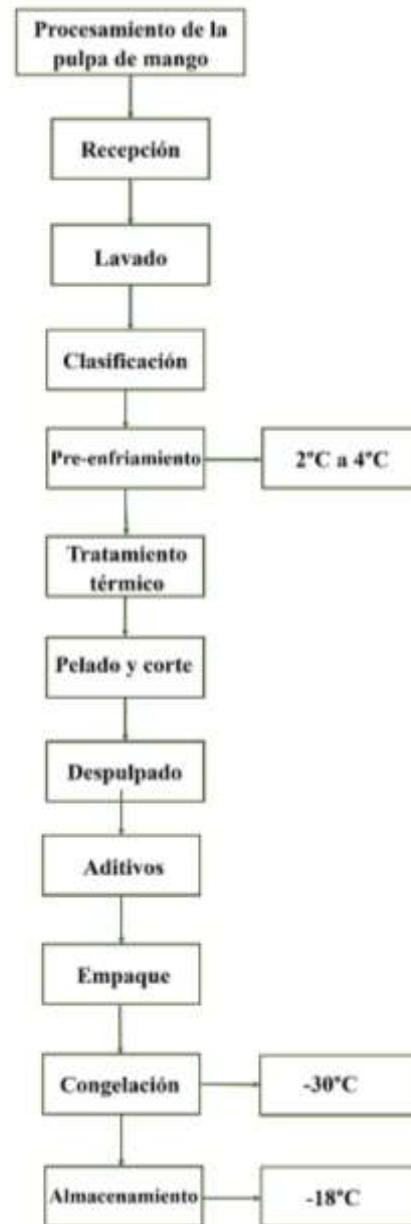 Procesamiento de la
pulpa de mango
Recepción
Lavado
Clasificación
Pre-enfriamiento
2°C a 4°C
Tratamiento
térmico
Pelado y corte
Despulpado
Aditivos
Empaque
Congelación
-30°C
Almacenamiento
-18°C